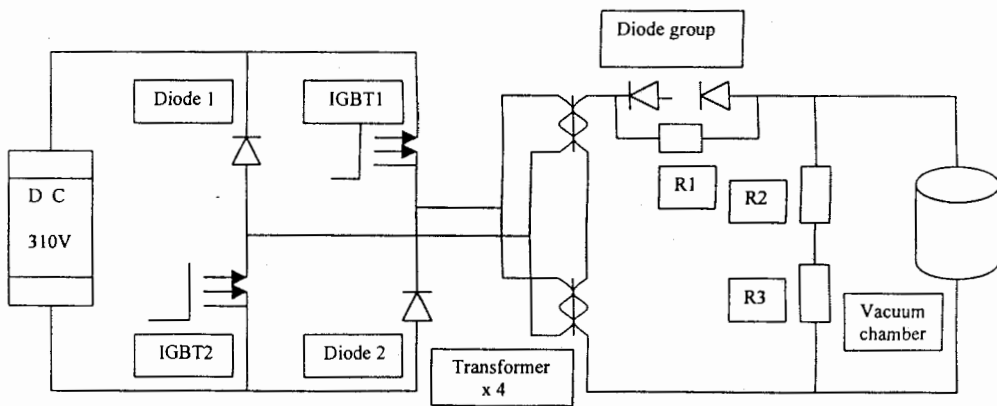 Diode group
Diode 1
IGBT1
D C
310V
R1
R2
R3
IGBT2
Diode 2
Transformer
x 4
Vacuum
chamber